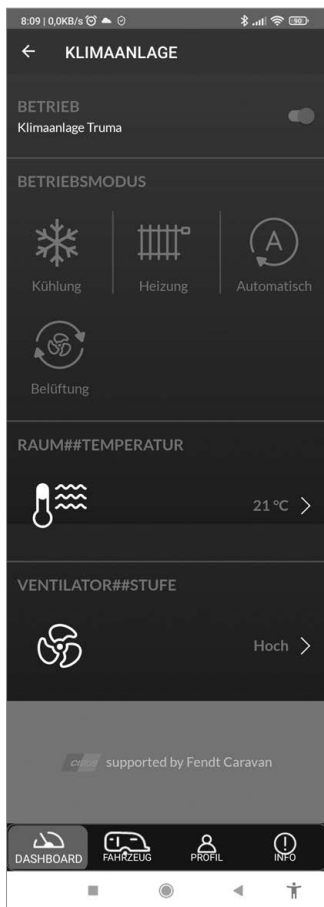 8:09 | 0,0KB/s
90
KLIMAANLAGE
BETRIEB
Klimaanlage Truma
BETRIEBSMODUS
Kühlung
Heizung
A
Automatisch
Belüftung
RAUM##TEMPERATUR
21 °C
VENTILATOR##STUFE
Hoch
supported by Fendt Caravan
DASHBOARD
FAHRZEUG
PROFIL
INFO